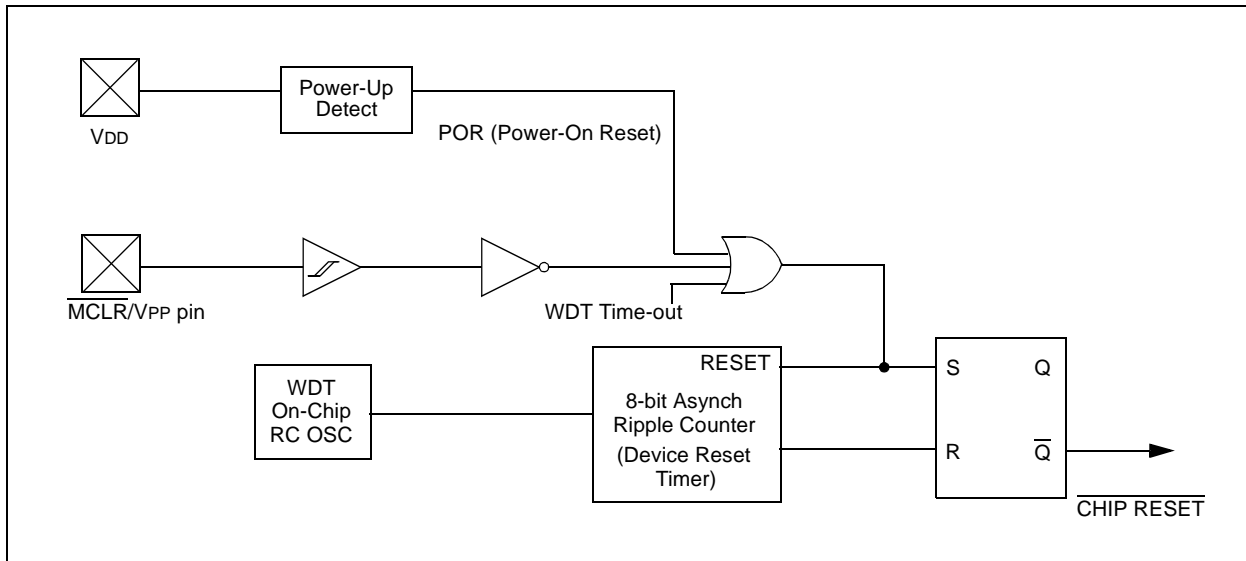 Power-Up
Detect
VDD
POR (Power-On Reset)
MCLR/VPP pin
WDT Time-out
RESET
WDT
On-Chip
RC OSC
8-bit Asynch
Ripple Counter
(Device Reset
Timer)
S
Q
R
Q
CHIP RESET